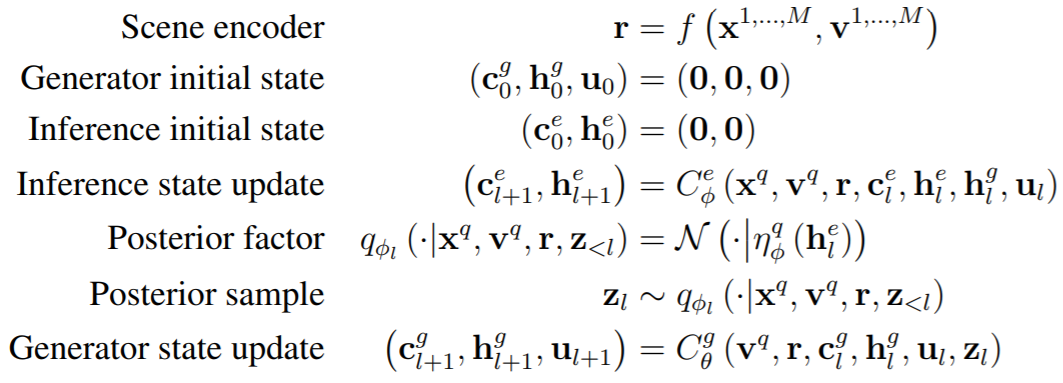 Scene encoder r = f (x^{1,...,M}, v^{1,...,M})
Generator initial state (c_0^g, h_0^g, u_0) = (0, 0, 0)
Inference initial state (c_0^e, h_0^e) = (0, 0)
Inference state update (c_{l+1}^e, h_{l+1}^e) = C_ϕ^e (x^q, v^q, r, c_l^e, h_l^e, h_l^g, u_l)
Posterior factor q_{ϕ_l} (·|x^q, v^q, r, z_{<l}) = 𝒩 (·|η_ϕ^q (h_l^e))
Posterior sample z_l ∼ q_{ϕ_l} (·|x^q, v^q, r, z_{<l})
Generator state update (c_{l+1}^g, h_{l+1}^g, u_{l+1}) = C_θ^g (v^q, r, c_l^g, h_l^g, u_l, z_l)